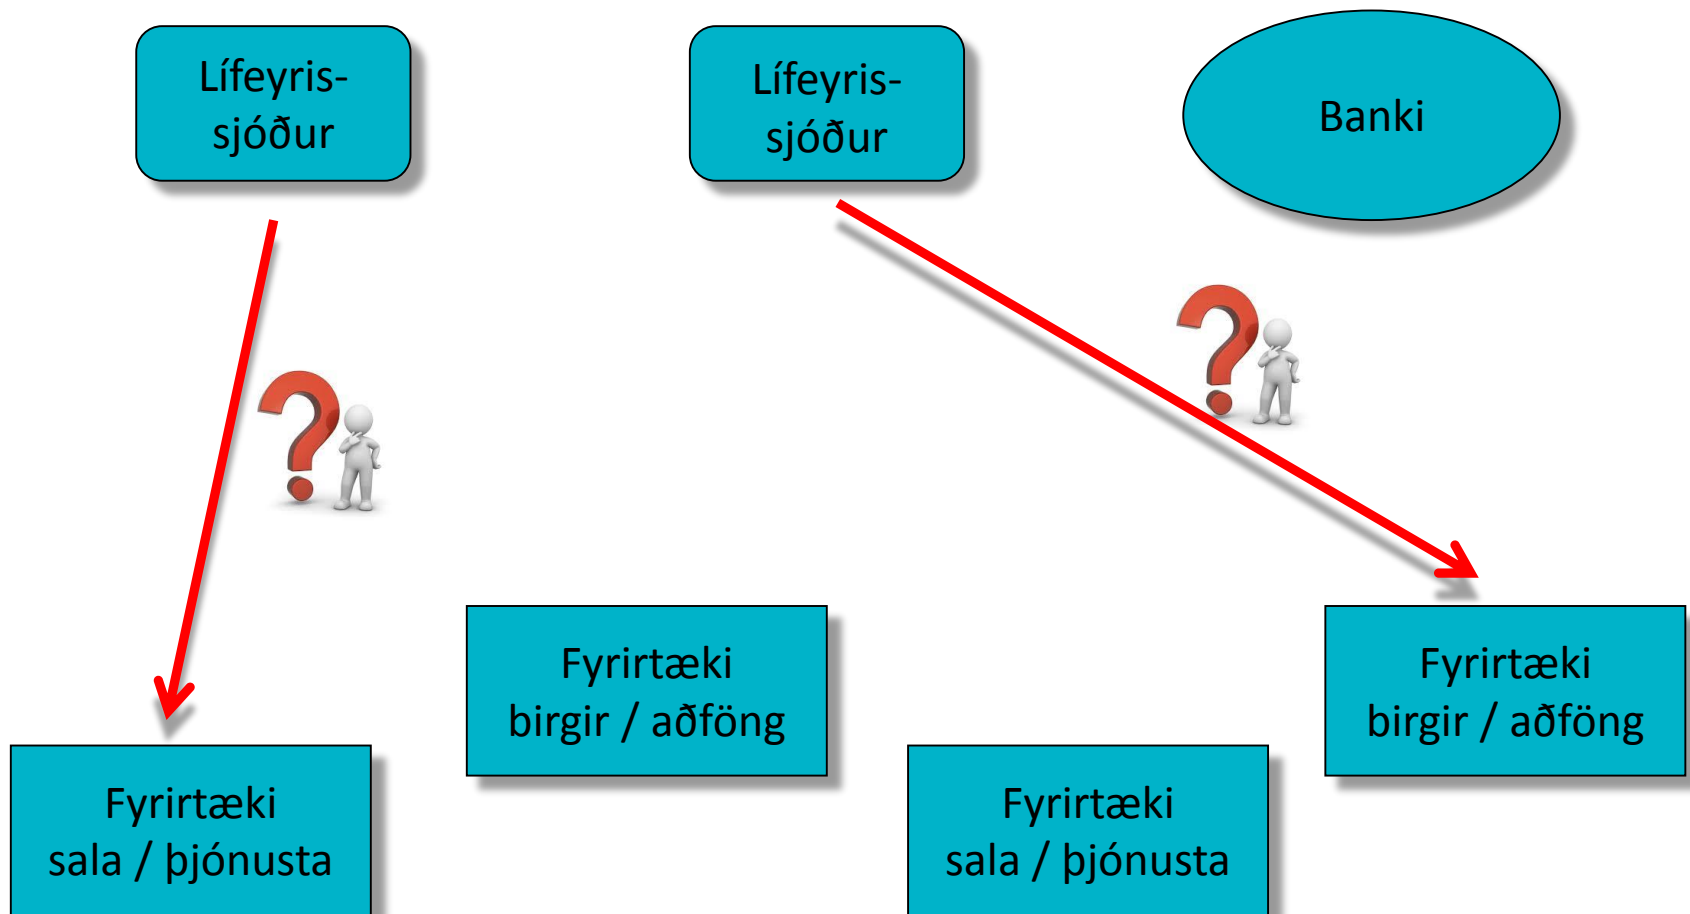 Lífeyris-
sjóður
Lífeyris-
sjóður
Banki
Fyrirtæki
birgir / aðföng
Fyrirtæki
birgir / aðföng
Fyrirtæki
sala / þjónusta
Fyrirtæki
sala / þjónusta